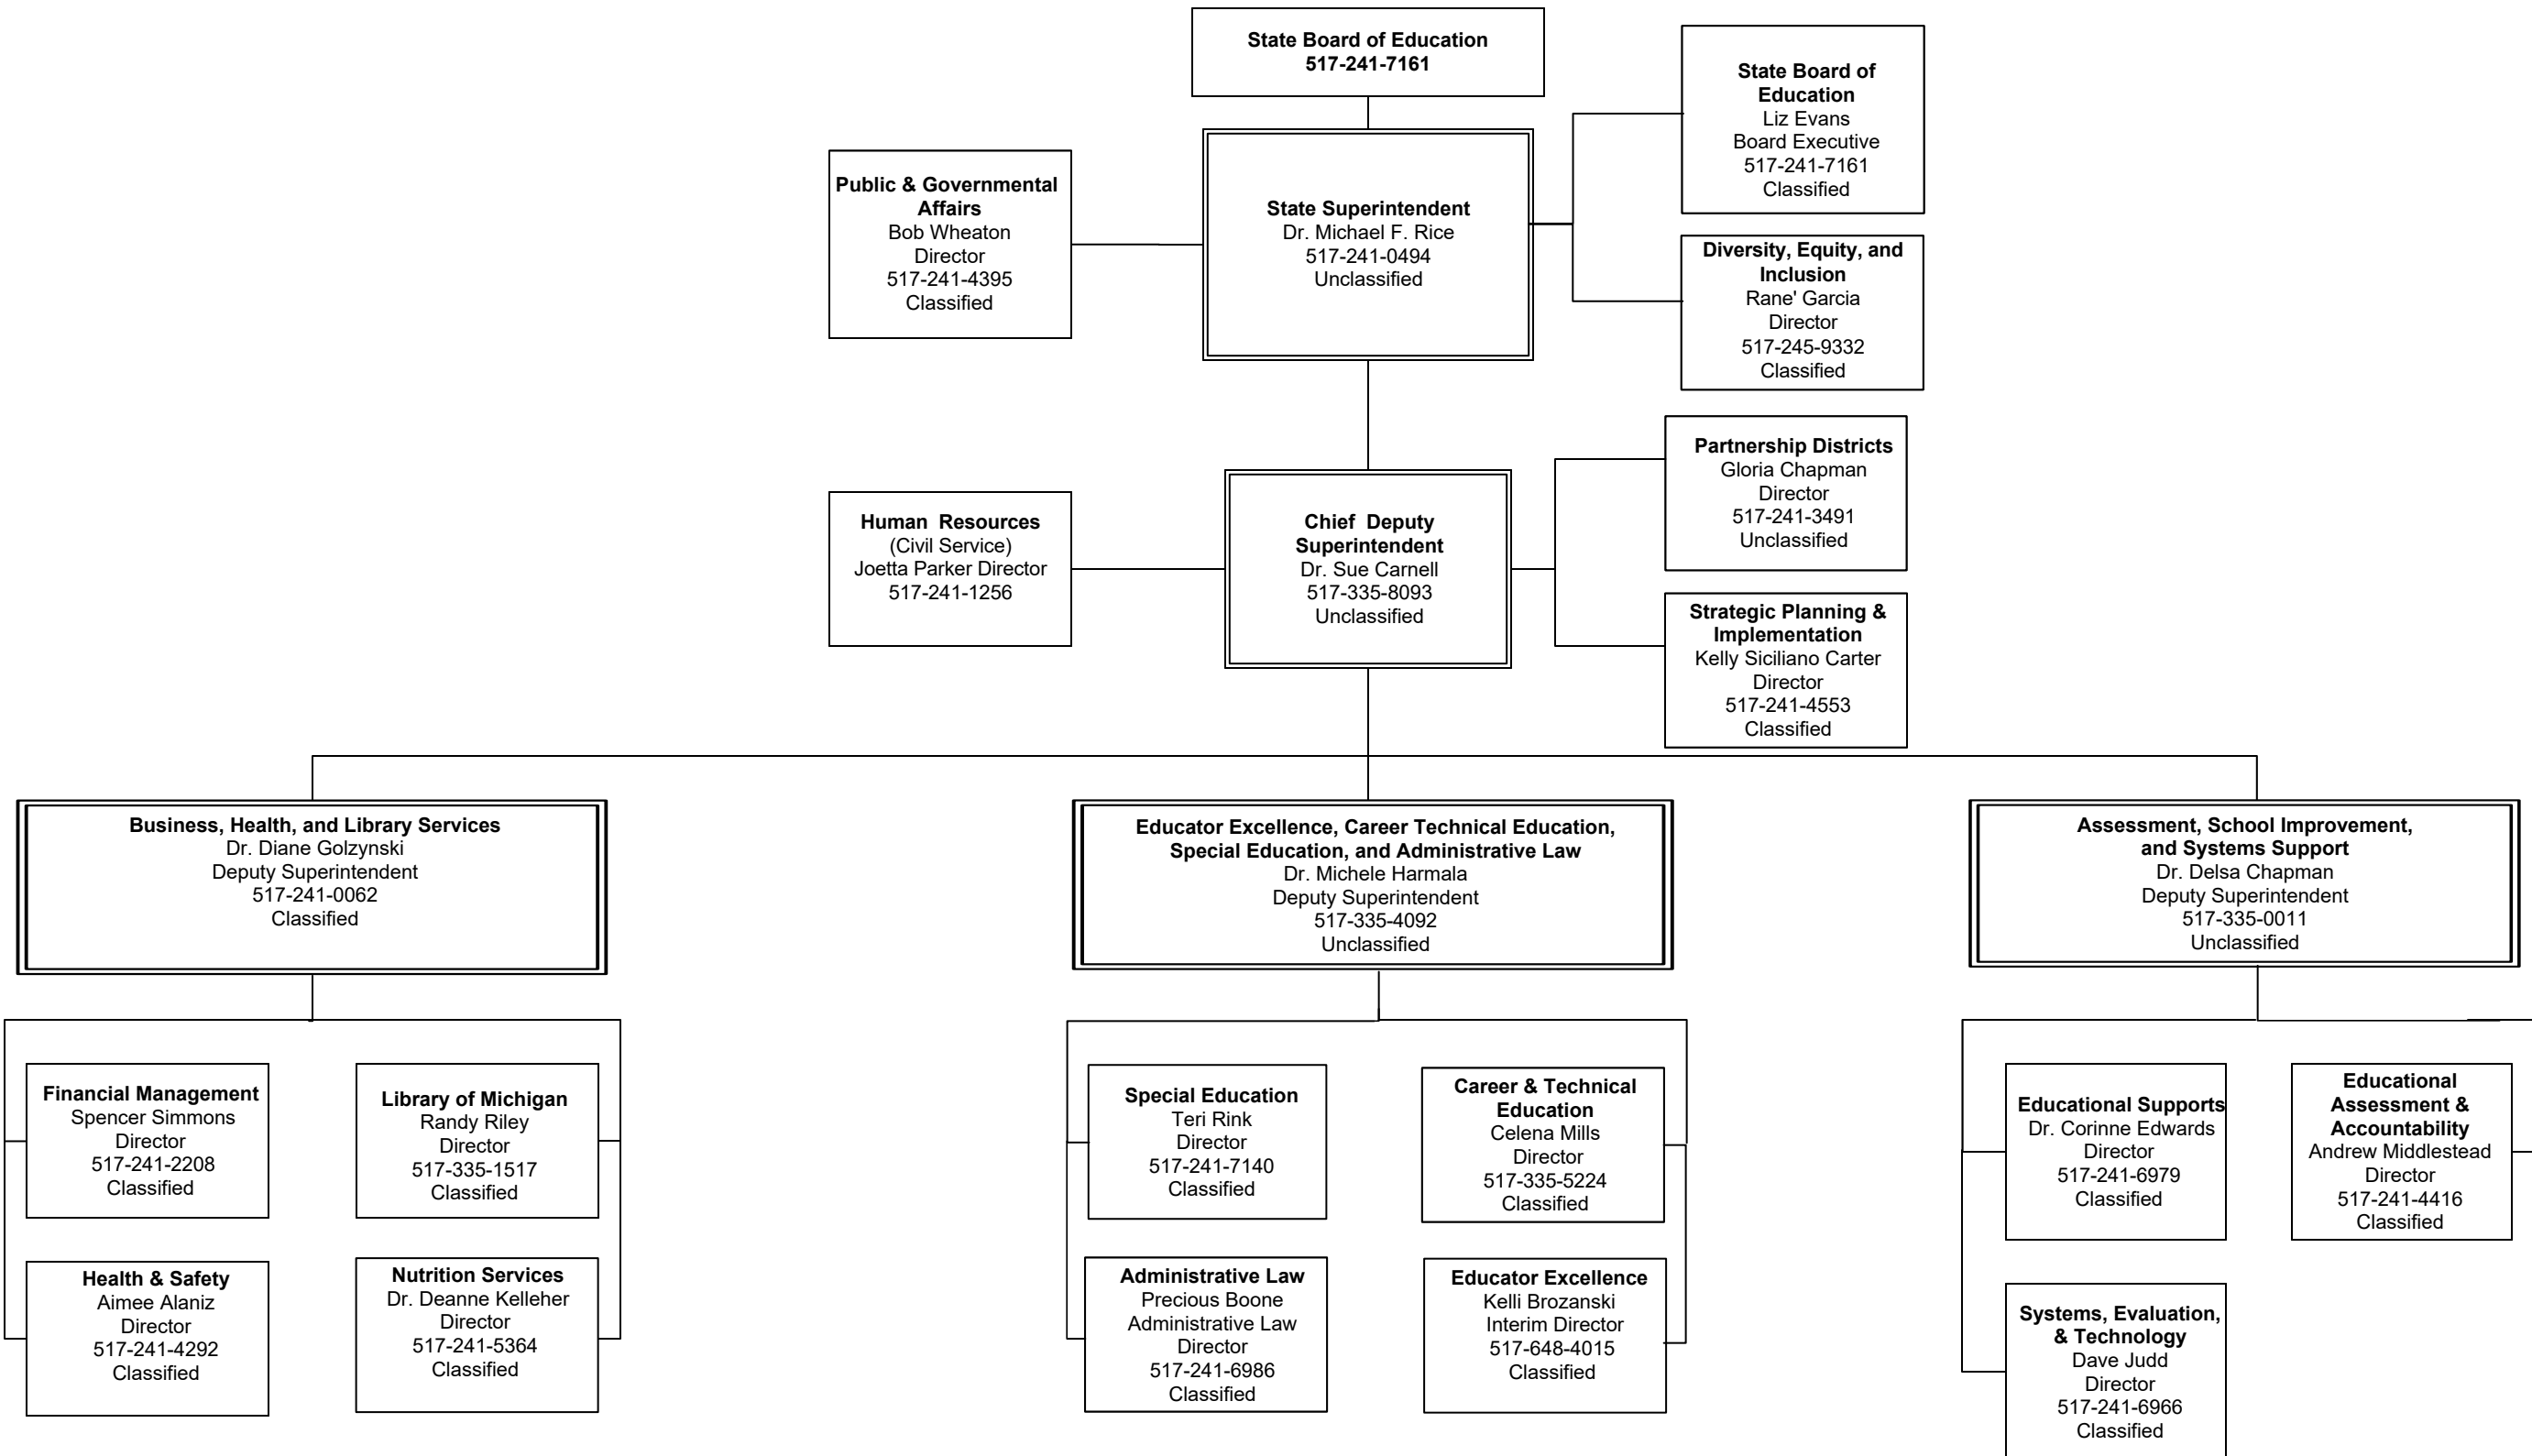 State Board of Education
517-241-7161
State Board of
Education
Liz Evans
Board Executive
517-241-7161
Classified
Public & Governmental
Affairs
Bob Wheaton
Director
517-241-4395
Classified
State Superintendent
Dr. Michael F. Rice
517-241-0494
Unclassified
Diversity, Equity, and
Inclusion
Rane' Garcia
Director
517-245-9332
Classified
Partnership Districts
Gloria Chapman
Director
517-241-3491
Unclassified
Human  Resources
(Civil Service)
Joetta Parker Director
517-241-1256
Chief  Deputy
Superintendent
Dr. Sue Carnell
517-335-8093
Unclassified
Strategic Planning &
Implementation
Kelly Siciliano Carter
Director
517-241-4553
Classified
Business, Health, and Library Services
Dr. Diane Golzynski
Deputy Superintendent
517-241-0062
Classified
Educator Excellence, Career Technical Education,
Special Education, and Administrative Law
Dr. Michele Harmala
Deputy Superintendent
517-335-4092
Unclassified
Assessment, School Improvement,
and Systems Support
Dr. Delsa Chapman
Deputy Superintendent
517-335-0011
Unclassified
Financial Management
Spencer Simmons
Director
517-241-2208
Classified
Library of Michigan
Randy Riley
Director
517-335-1517
Classified
Special Education
Teri Rink
Director
517-241-7140
Classified
Career & Technical
Education
Celena Mills
Director
517-335-5224
Classified
Educational Supports
Dr. Corinne Edwards
Director
517-241-6979
Classified
Educational
Assessment &
Accountability
Andrew Middlestead
Director
517-241-4416
Classified
Health & Safety
Aimee Alaniz
Director
517-241-4292
Classified
Nutrition Services
Dr. Deanne Kelleher
Director
517-241-5364
Classified
Administrative Law
Precious Boone
Administrative Law
Director
517-241-6986
Classified
Educator Excellence
Kelli Brozanski
Interim Director
517-648-4015
Classified
Systems, Evaluation,
& Technology
Dave Judd
Director
517-241-6966
Classified